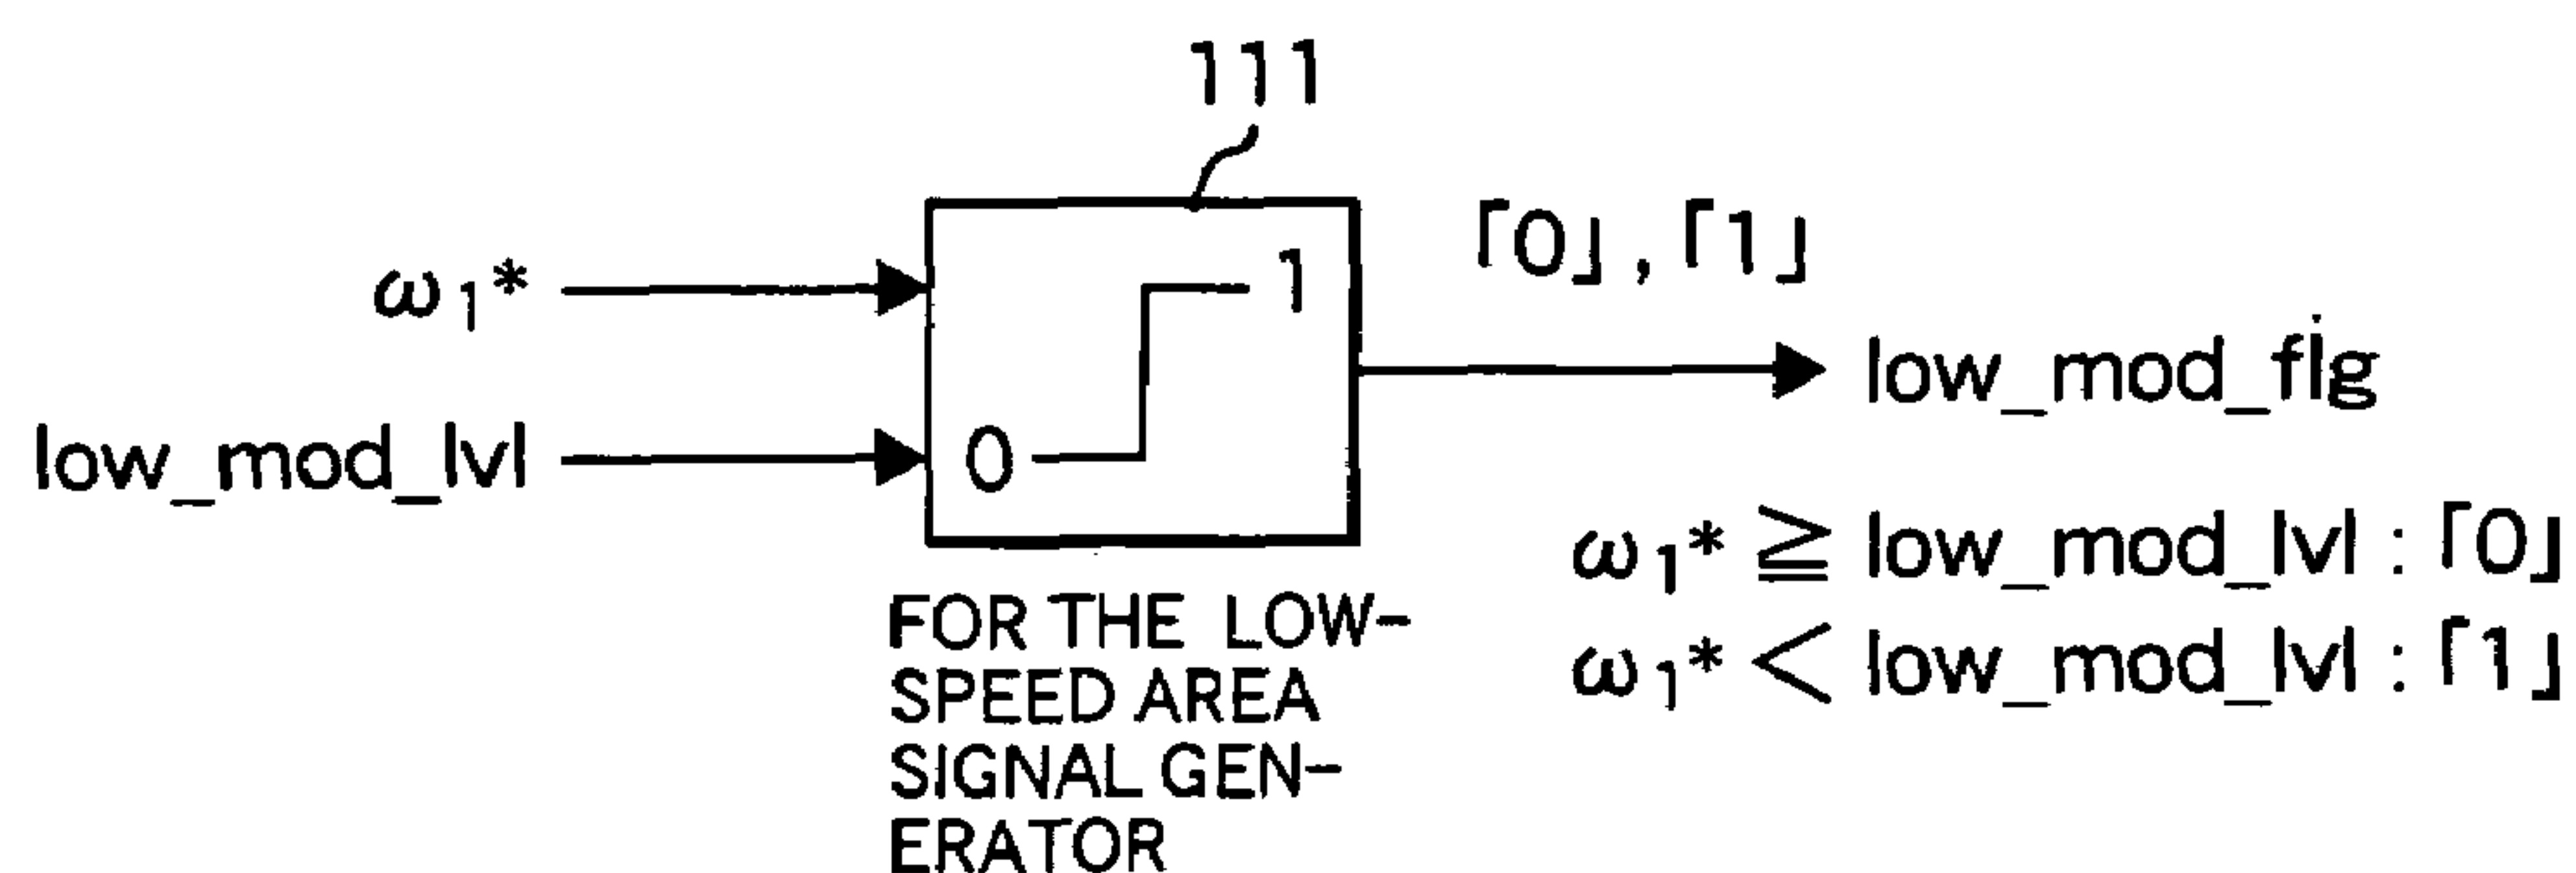 111
ω₁*
low_mod_lvl
1
0
「0」,「1」
low_mod_flg
ω₁* ≧ low_mod_lvl : 「0」
ω₁* < low_mod_lvl : 「1」
FOR THE LOW-
SPEED AREA
SIGNAL GEN-
ERATOR